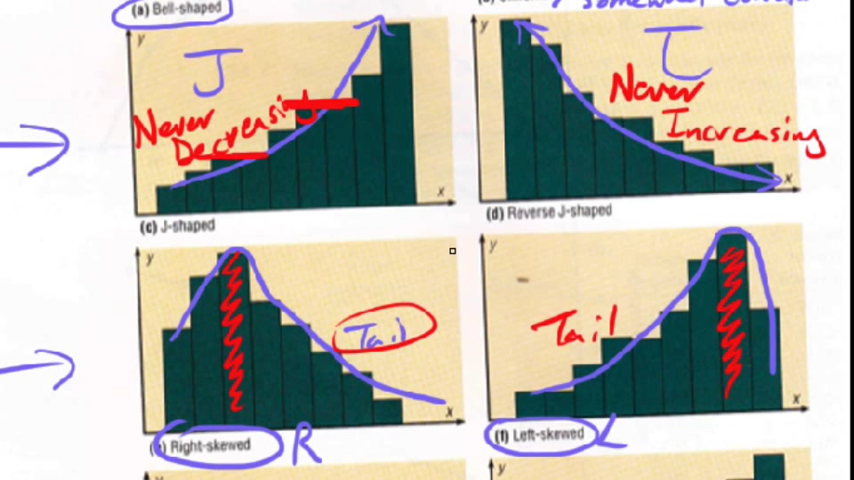 (a) Bell-shaped
somewhat
y
J
Never
Decreasing
x
(c) J-shaped
y
Never
Increasing
x
(d) Reverse J-shaped
y
Tail
x
Right-skewed
R
y
Tail
x
(f) Left-skewed
L
y
y